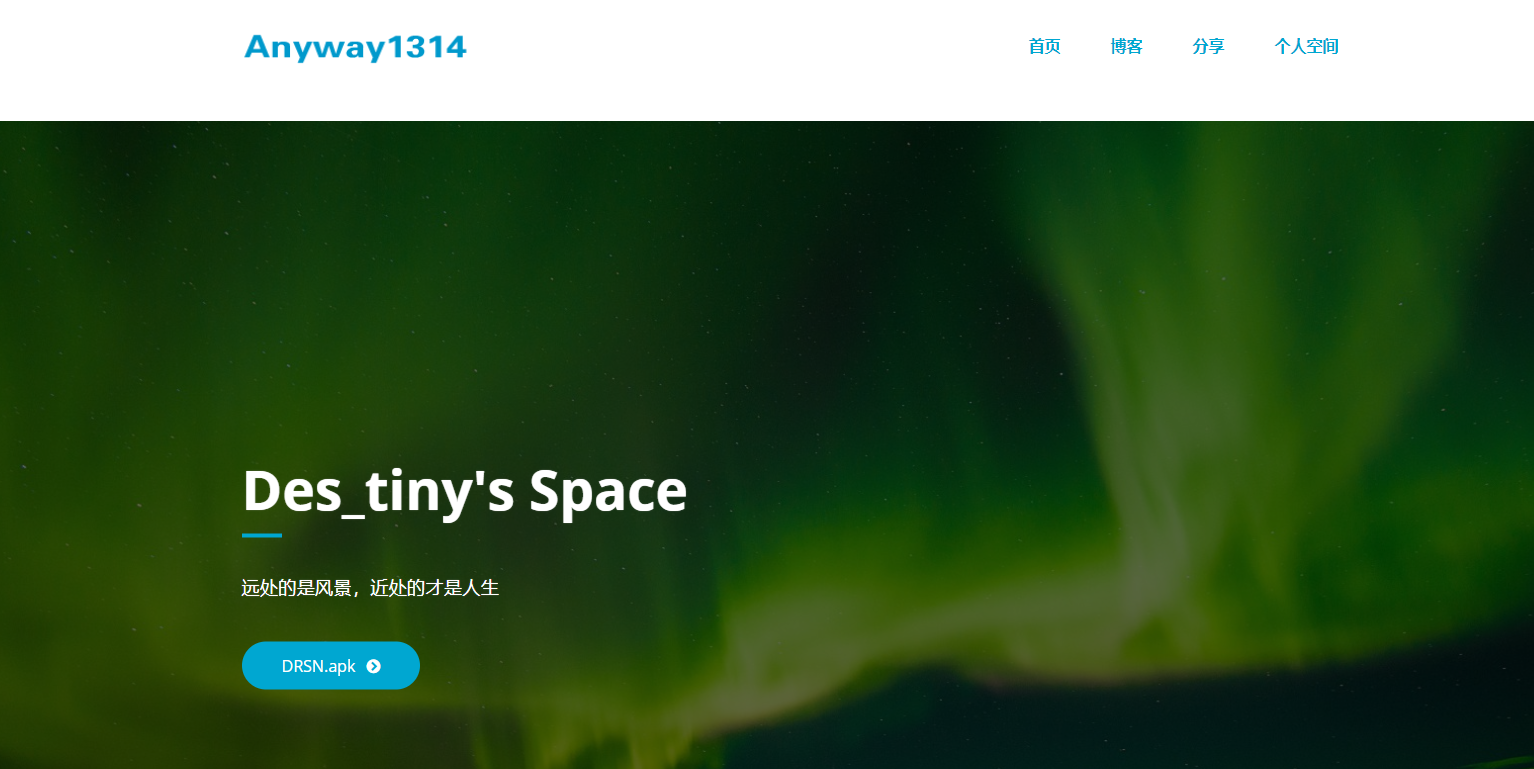 Anyway1314
首页 博客 分享 个人空间
Des_tiny's Space
远处的是风景，近处的才是人生
DRSN.apk